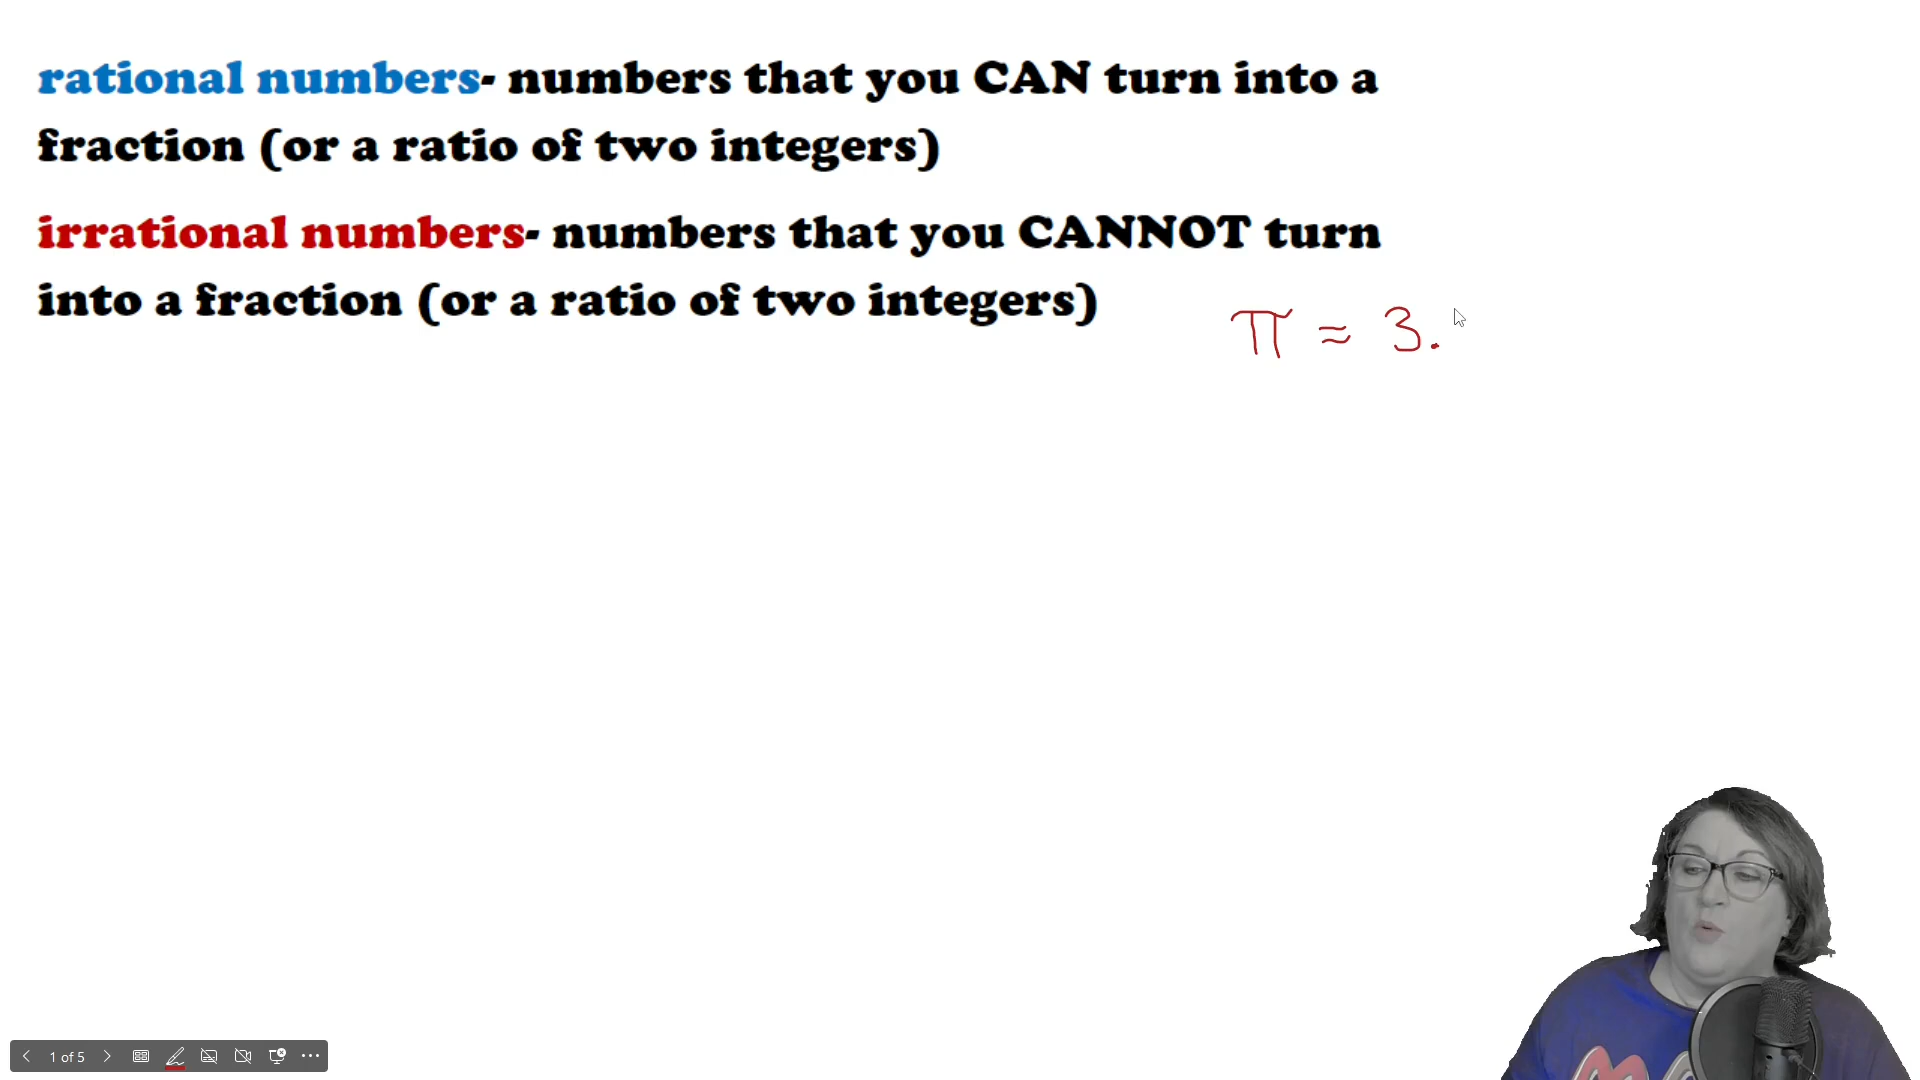 rational numbers- numbers that you CAN turn into a
fraction (or a ratio of two integers)
irrational numbers- numbers that you CANNOT turn
into a fraction (or a ratio of two integers)
π ≈ 3.
1 of 5